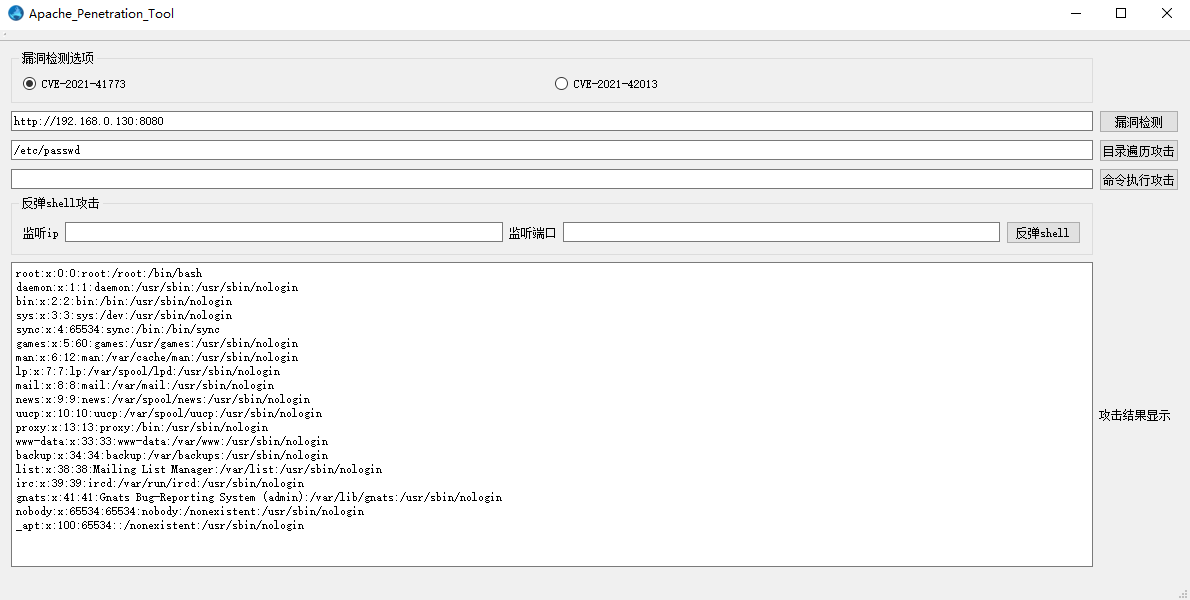 Apache_Penetration_Tool
漏洞检测选项
CVE-2021-41773 CVE-2021-42013
http://192.168.0.130:8080 漏洞检测
/etc/passwd 目录遍历攻击
命令执行攻击
反弹shell攻击
监听ip 监听端口 反弹shell
root:x:0:0:root:/root:/bin/bash
daemon:x:1:1:daemon:/usr/sbin:/usr/sbin/nologin
bin:x:2:2:bin:/bin:/usr/sbin/nologin
sys:x:3:3:sys:/dev:/usr/sbin/nologin
sync:x:4:65534:sync:/bin:/bin/sync
games:x:5:60:games:/usr/games:/usr/sbin/nologin
man:x:6:12:man:/var/cache/man:/usr/sbin/nologin
lp:x:7:7:lp:/var/spool/lpd:/usr/sbin/nologin
mail:x:8:8:mail:/var/mail:/usr/sbin/nologin
news:x:9:9:news:/var/spool/news:/usr/sbin/nologin
uucp:x:10:10:uucp:/var/spool/uucp:/usr/sbin/nologin
proxy:x:13:13:proxy:/bin:/usr/sbin/nologin
www-data:x:33:33:www-data:/var/www:/usr/sbin/nologin
backup:x:34:34:backup:/var/backups:/usr/sbin/nologin
list:x:38:38:Mailing List Manager:/var/list:/usr/sbin/nologin
irc:x:39:39:ircd:/var/run/ircd:/usr/sbin/nologin
gnats:x:41:41:Gnats Bug-Reporting System (admin):/var/lib/gnats:/usr/sbin/nologin
nobody:x:65534:65534:nobody:/nonexistent:/usr/sbin/nologin
_apt:x:100:65534::/nonexistent:/usr/sbin/nologin
攻击结果显示